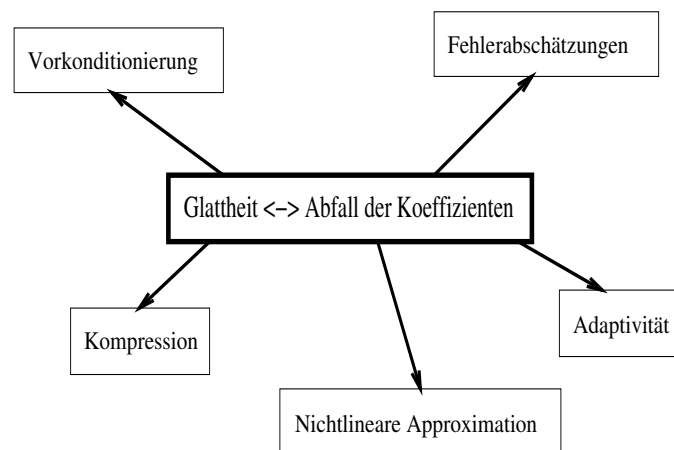 Fehlerabschätzungen
Vorkonditionierung
Glattheit <-> Abfall der Koeffizienten
Adaptivität
Kompression
Nichtlineare Approximation